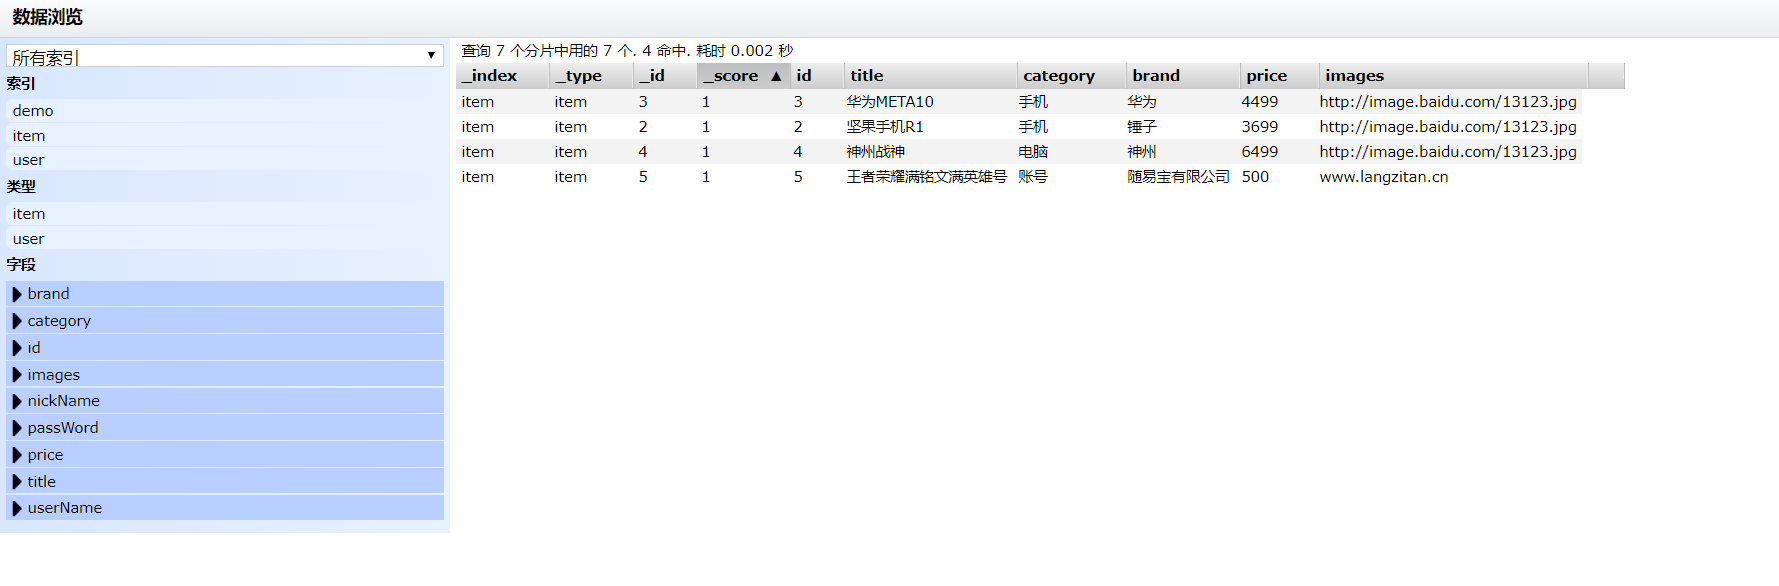 数据浏览
所有索引
索引
demo
item
user
类型
item
user
字段
brand
category
id
images
nickName
passWord
price
title
userName
查询 7 个分片中用的 7 个. 4 命中. 耗时 0.002 秒
_index _type _id _score ▲ id title category brand price images
item item 3 1 3 华为META10 手机 华为 4499 http://image.baidu.com/13123.jpg
item item 2 1 2 坚果手机R1 手机 锤子 3699 http://image.baidu.com/13123.jpg
item item 4 1 4 神州战神 电脑 神州 6499 http://image.baidu.com/13123.jpg
item item 5 1 5 王者荣耀满铭文满英雄号 账号 随易宝有限公司 500 www.langzitan.cn